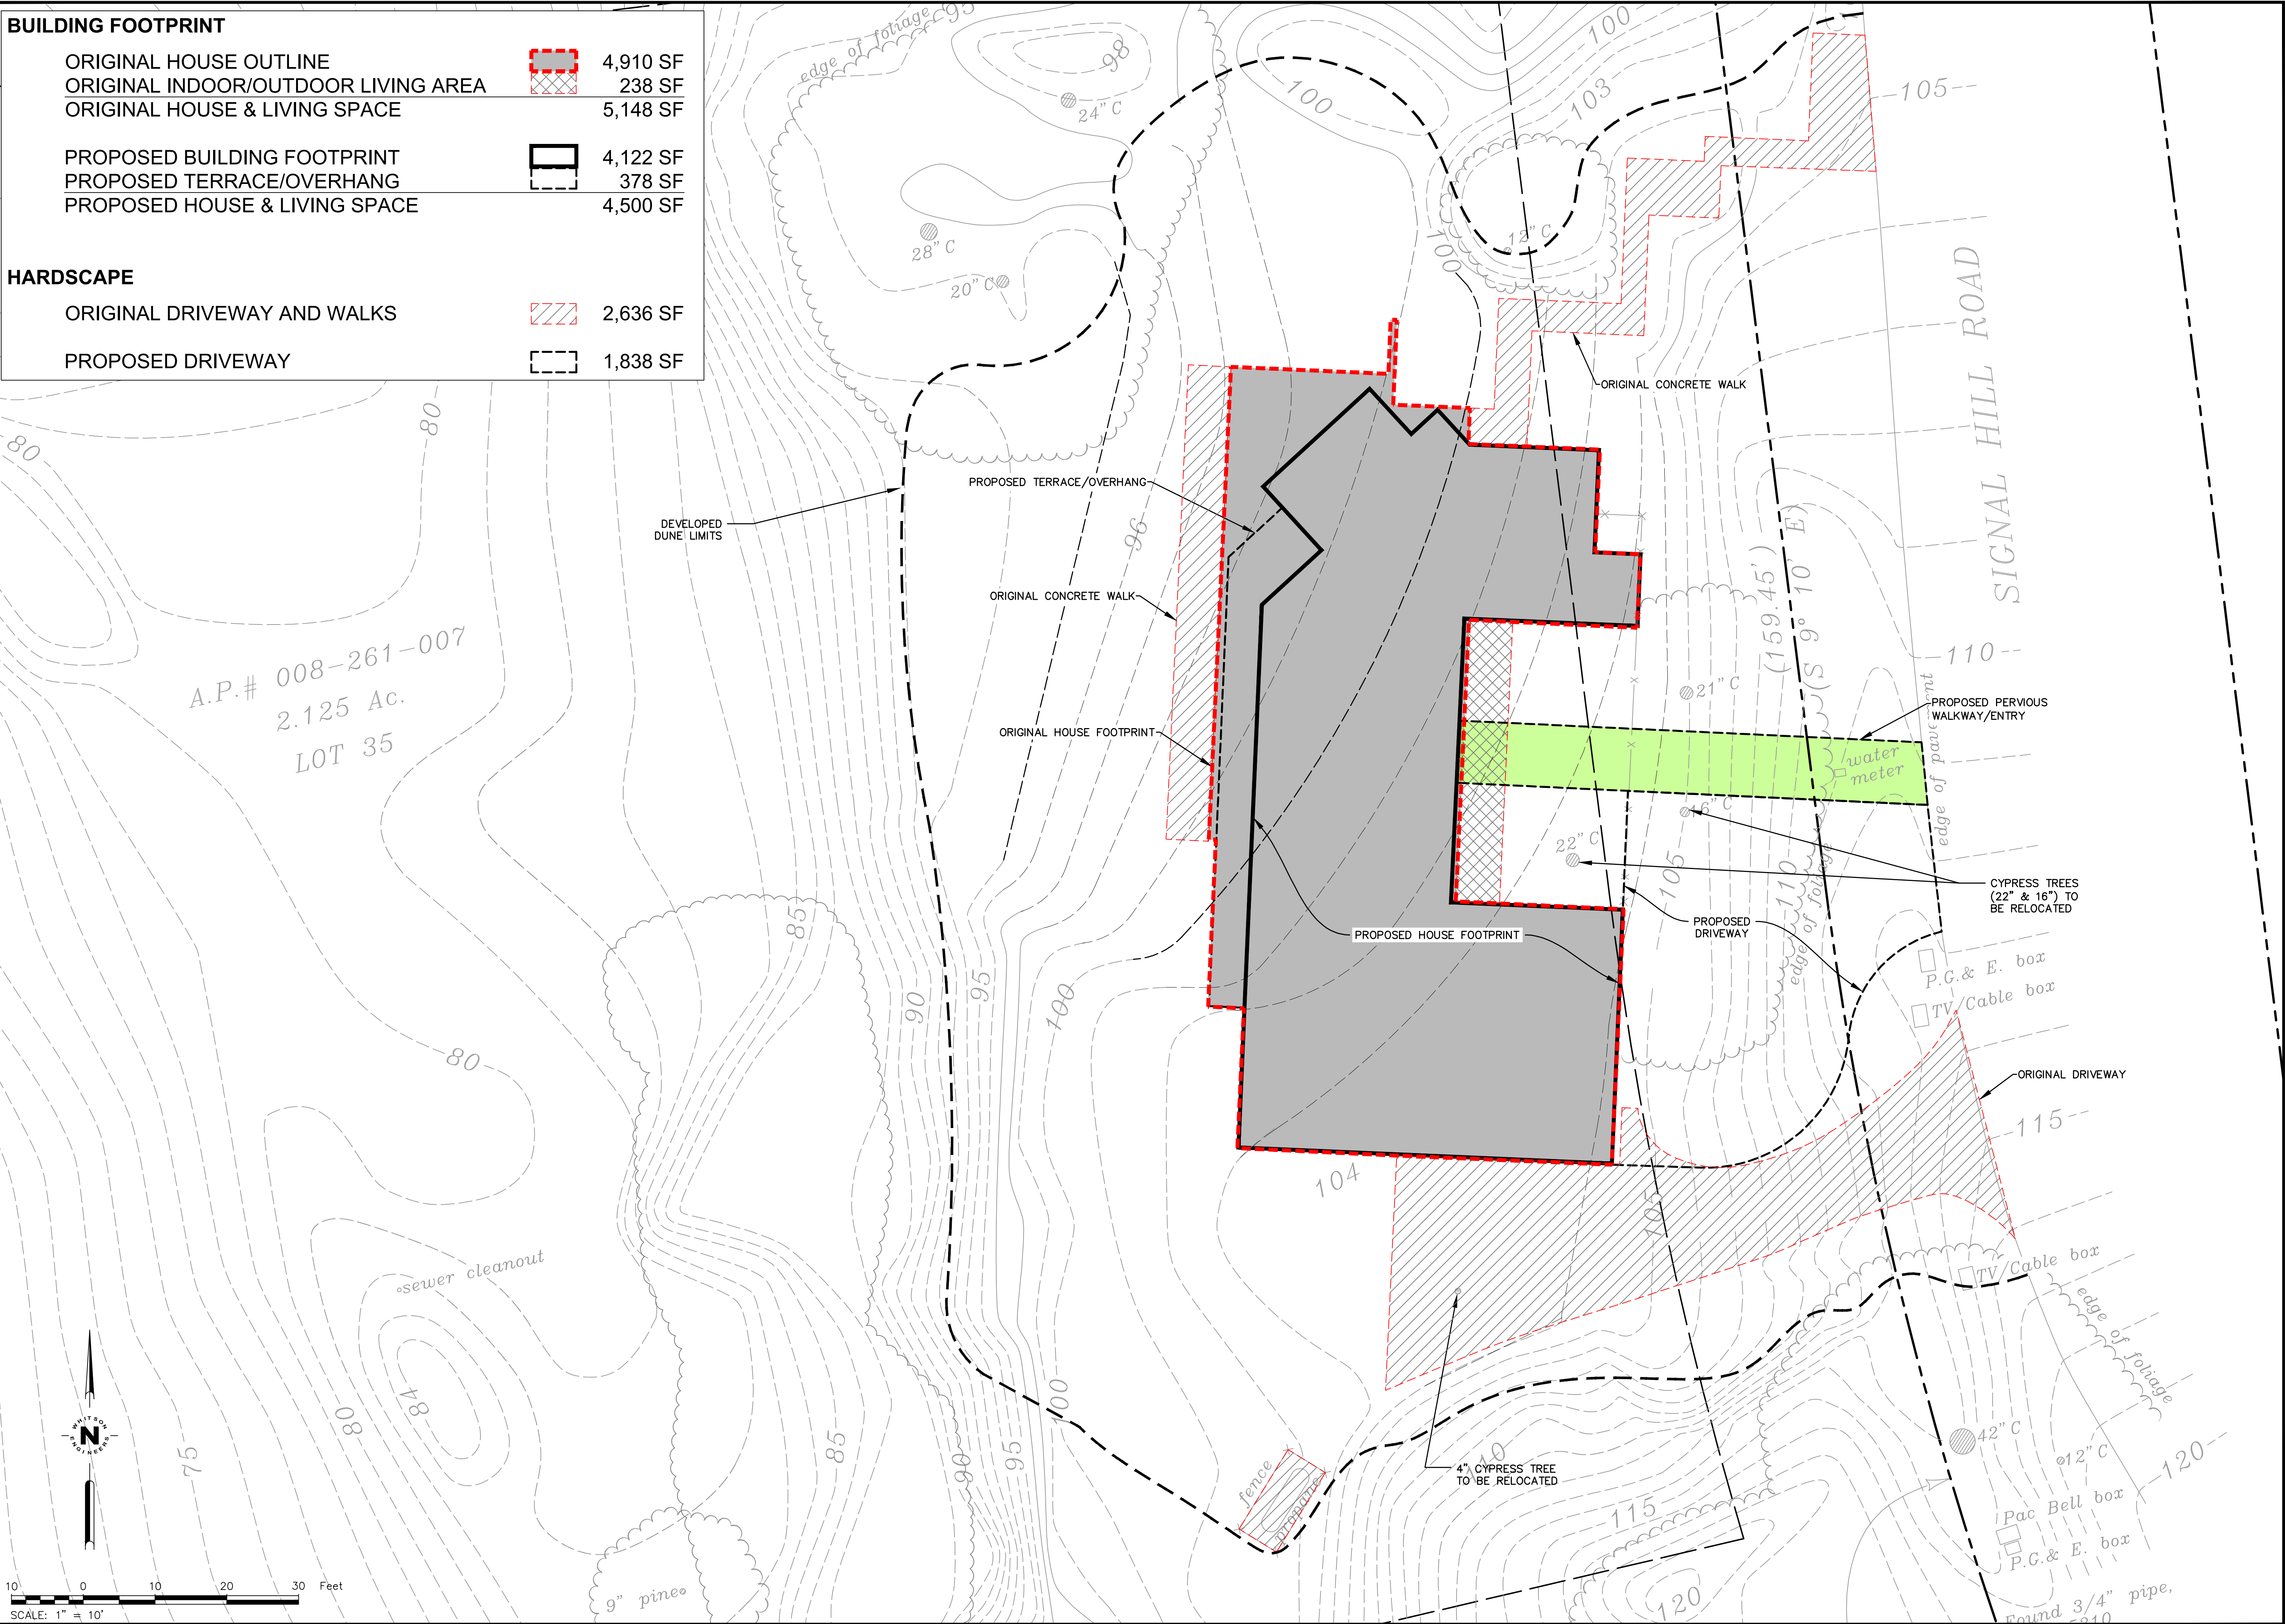 BUILDING FOOTPRINT
ORIGINAL HOUSE OUTLINE 4,910 SF
ORIGINAL INDOOR/OUTDOOR LIVING AREA 238 SF
ORIGINAL HOUSE & LIVING SPACE 5,148 SF
PROPOSED BUILDING FOOTPRINT 4,122 SF
PROPOSED TERRACE/OVERHANG 378 SF
PROPOSED HOUSE & LIVING SPACE 4,500 SF
HARDSCAPE
ORIGINAL DRIVEWAY AND WALKS 2,636 SF
PROPOSED DRIVEWAY 1,838 SF
edge of foliage
95
98
24" C
100
100
103
105
28" C
20" C
12" C
100
SIGNAL HILL ROAD
ORIGINAL CONCRETE WALK
80
80
PROPOSED TERRACE/OVERHANG
DEVELOPED
DUNE LIMITS
96
ORIGINAL CONCRETE WALK
(159.45')
(S 9° 10' E)
A.P.# 008-261-007
2.125 Ac.
LOT 35
110
21" C
PROPOSED PERVIOUS
WALKWAY/ENTRY
ORIGINAL HOUSE FOOTPRINT
water
meter
edge of pavement
16" C
22" C
105
110
edge of foliage
CYPRESS TREES
(22" & 16") TO
BE RELOCATED
PROPOSED
DRIVEWAY
PROPOSED HOUSE FOOTPRINT
85
90
95
100
P.G.& E. box
TV/Cable box
80
ORIGINAL DRIVEWAY
115
104
105
sewer cleanout
TV/Cable box
edge of foliage
84
80
75
85
90
95
100
fence
propane
110
4" CYPRESS TREE
TO BE RELOCATED
115
120
42" C
12" C
120
Pac Bell box
P.G.& E. box
Found 3/4" pipe,
9" pine
WHITSON
ENGINEERS
N
10 0 10 20 30 Feet
SCALE: 1" = 10'